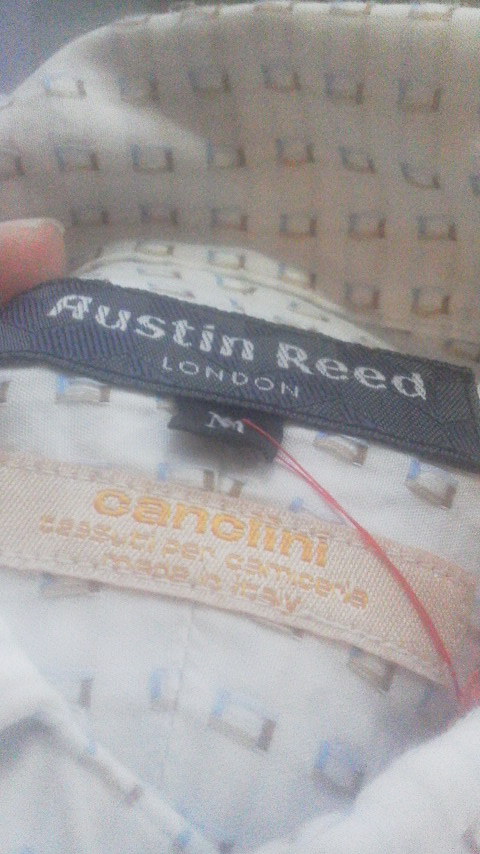 Austin Reed
LONDON
M
canclini
tessuti per camiceria
made in italy